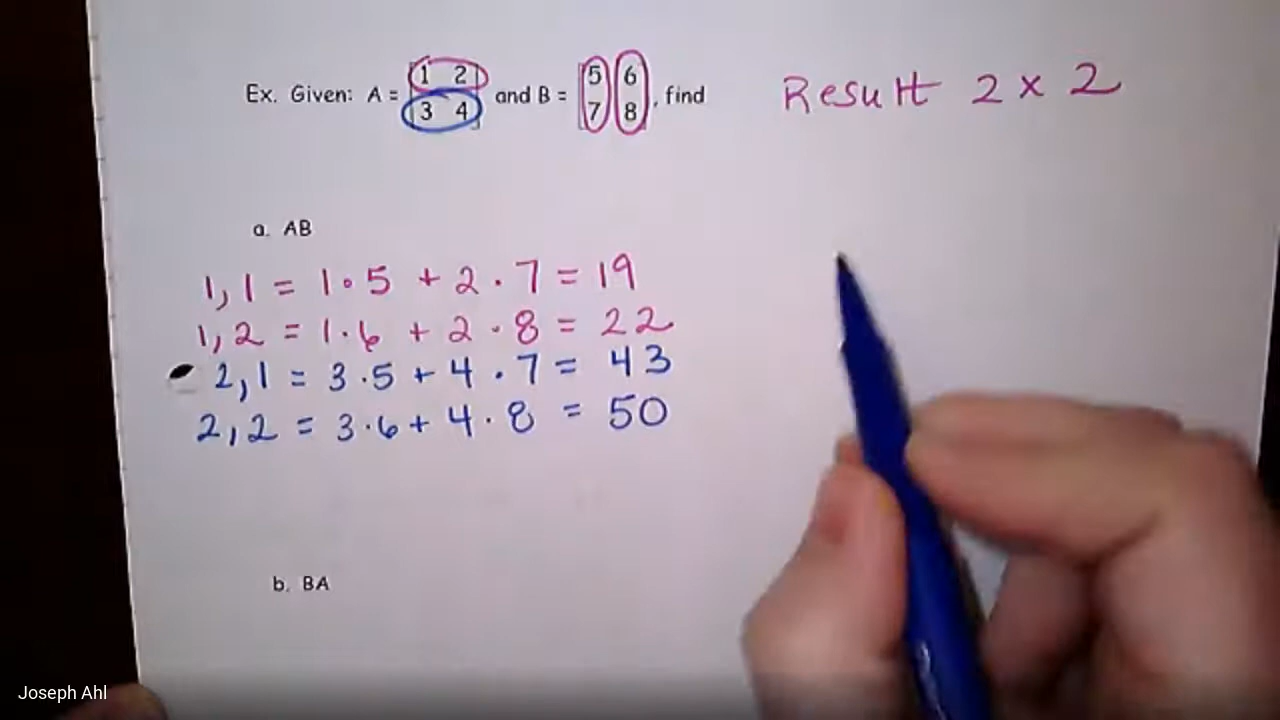 Ex. Given: A = [1 2 and B = [5 6 , find
3 4] 7 8]
Result 2 x 2
a. AB
1,1 = 1·5 + 2·7 = 19
1,2 = 1·6 + 2·8 = 22
2,1 = 3·5 + 4·7 = 43
2,2 = 3·6 + 4·8 = 50
b. BA
Joseph Ahl